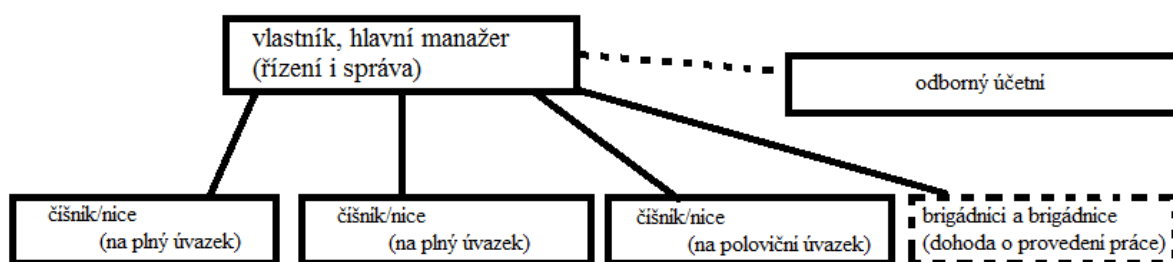 vlastník, hlavní manažer
(řízení i správa)
odborný účetní
číšník/nice
(na plný úvazek)
číšník/nice
(na plný úvazek)
číšník/nice
(na poloviční úvazek)
brigádníci a brigádnice
(dohoda o provedení práce)